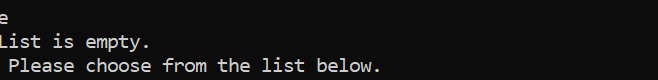 e
List is empty.
Please choose from the list below.